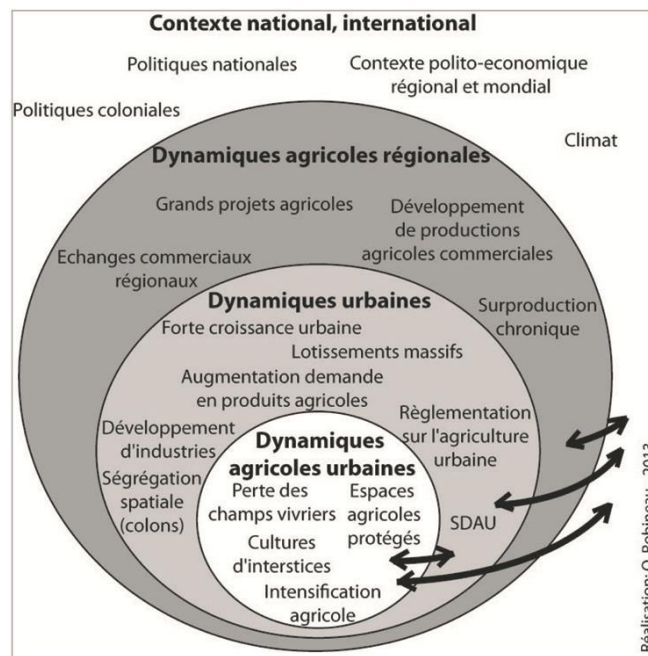 Contexte national, international
Politiques nationales
Contexte polito-economique
régional et mondial
Politiques coloniales
Climat
Dynamiques agricoles régionales
Grands projets agricoles
Développement
de productions
agricoles commerciales
Echanges commerciaux
régionaux
Surproduction
chronique
Dynamiques urbaines
Forte croissance urbaine
Lotissements massifs
Augmentation demande
en produits agricoles
Développement
d'industries
Règlementation
sur l'agriculture
urbaine
Ségrégation
spatiale
(colons)
SDAU
Dynamiques
agricoles urbaines
Perte des
champs vivriers
Espaces
agricoles
protégés
Cultures
d'interstices
Intensification
agricole
Réalisation: O. Robineau, 2013